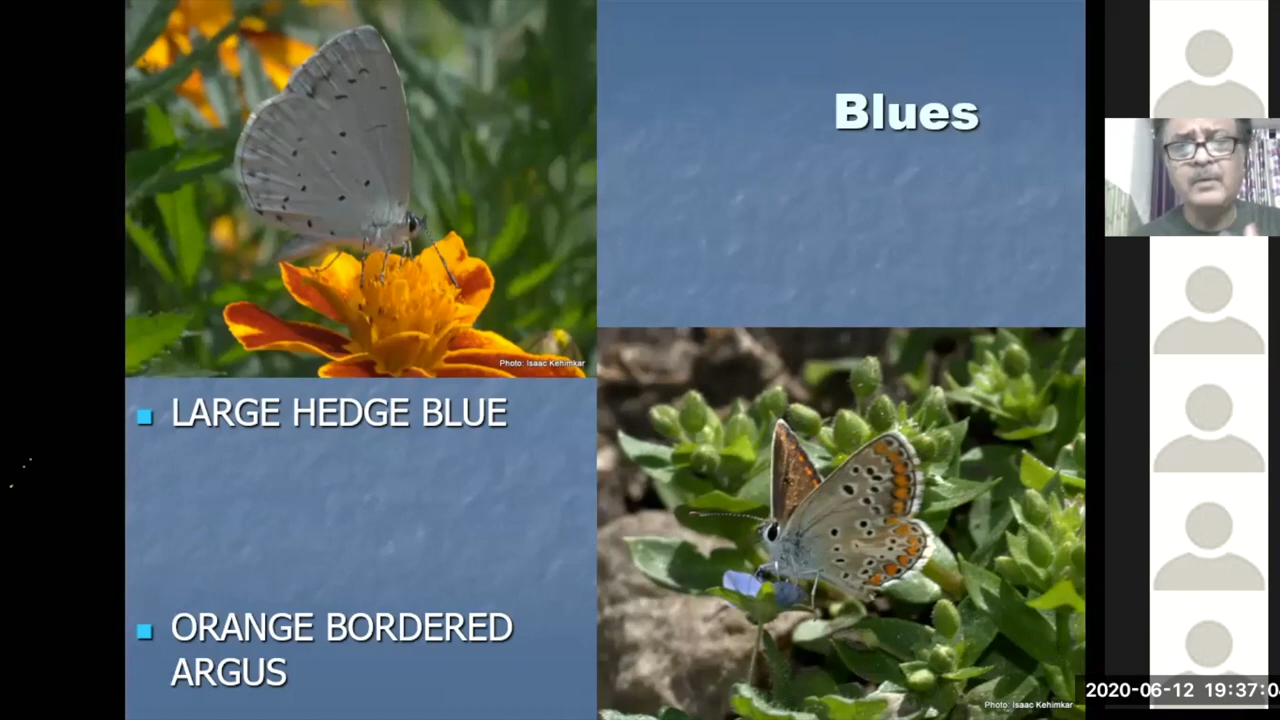 Blues
Photo: Isaac Kehimkar
LARGE HEDGE BLUE
ORANGE BORDERED
ARGUS
Photo: Isaac Kehimkar
2020-06-12 19:37:0